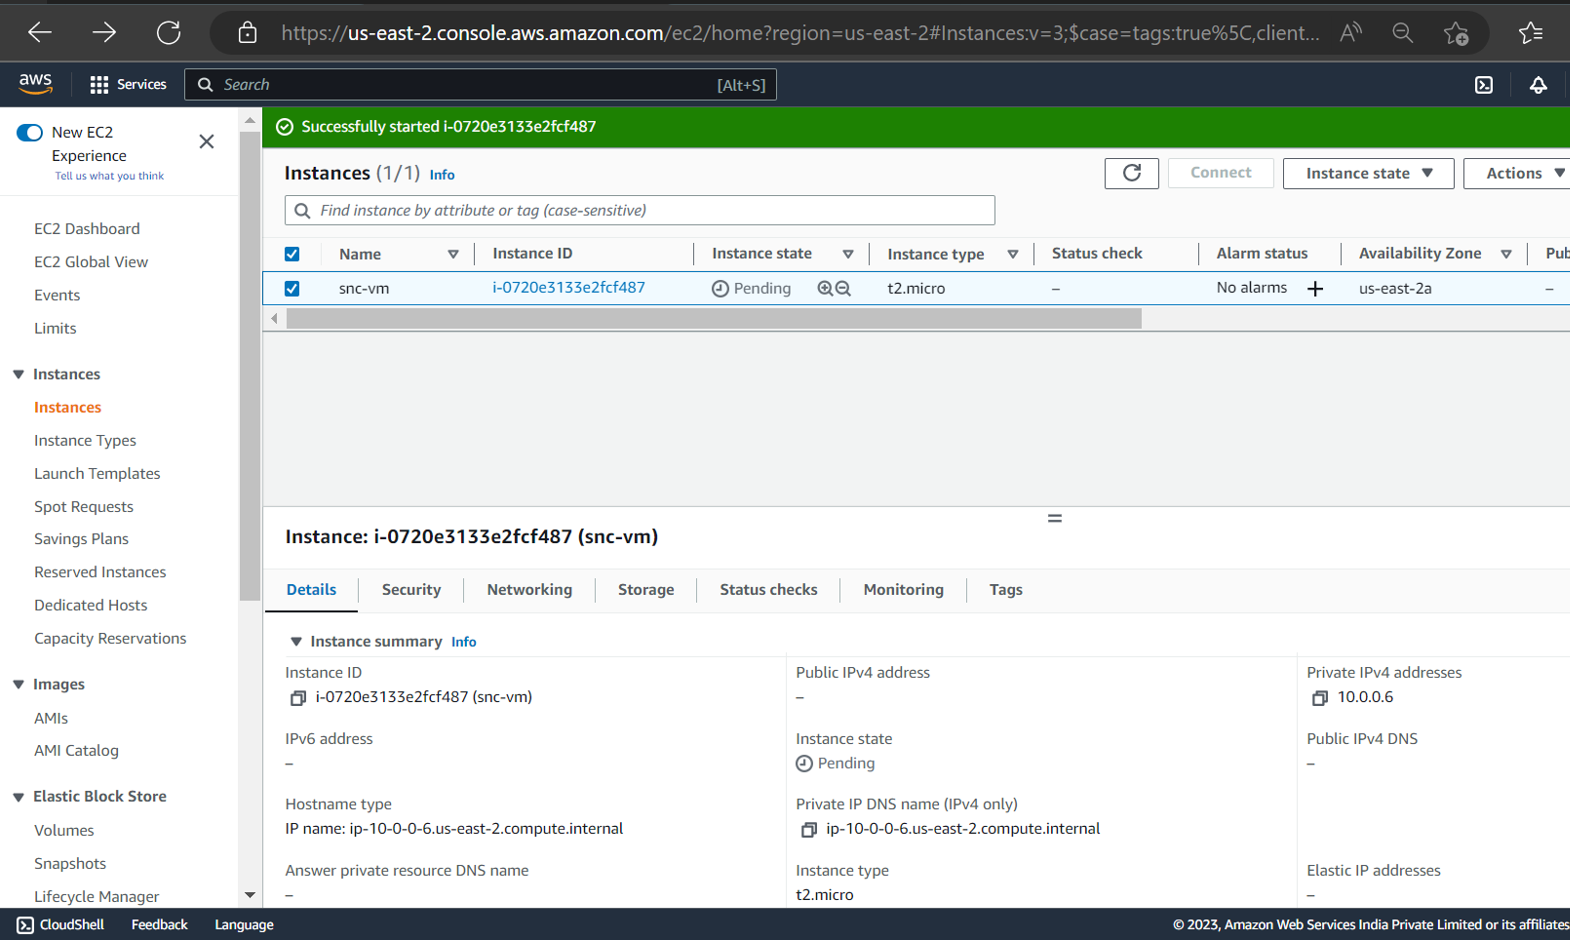 https://us-east-2.console.aws.amazon.com/ec2/home?region=us-east-2#Instances:v=3;$case=tags:true%5C,client...
aws
Services
Search
[Alt+S]
New EC2 Experience
Tell us what you think
EC2 Dashboard
EC2 Global View
Events
Limits
Instances
Instances
Instance Types
Launch Templates
Spot Requests
Savings Plans
Reserved Instances
Dedicated Hosts
Capacity Reservations
Images
AMIs
AMI Catalog
Elastic Block Store
Volumes
Snapshots
Lifecycle Manager
Successfully started i-0720e3133e2fcf487
Instances (1/1) Info
Connect
Instance state
Actions
Find instance by attribute or tag (case-sensitive)
Name Instance ID Instance state Instance type Status check Alarm status Availability Zone Pub
snc-vm i-0720e3133e2fcf487 Pending t2.micro – No alarms + us-east-2a –
Instance: i-0720e3133e2fcf487 (snc-vm)
Details Security Networking Storage Status checks Monitoring Tags
Instance summary Info
Instance ID
i-0720e3133e2fcf487 (snc-vm)
Public IPv4 address
–
Private IPv4 addresses
10.0.0.6
IPv6 address
–
Instance state
Pending
Public IPv4 DNS
–
Hostname type
IP name: ip-10-0-0-6.us-east-2.compute.internal
Private IP DNS name (IPv4 only)
ip-10-0-0-6.us-east-2.compute.internal
Answer private resource DNS name
–
Instance type
t2.micro
Elastic IP addresses
–
CloudShell
Feedback
Language
© 2023, Amazon Web Services India Private Limited or its affiliates